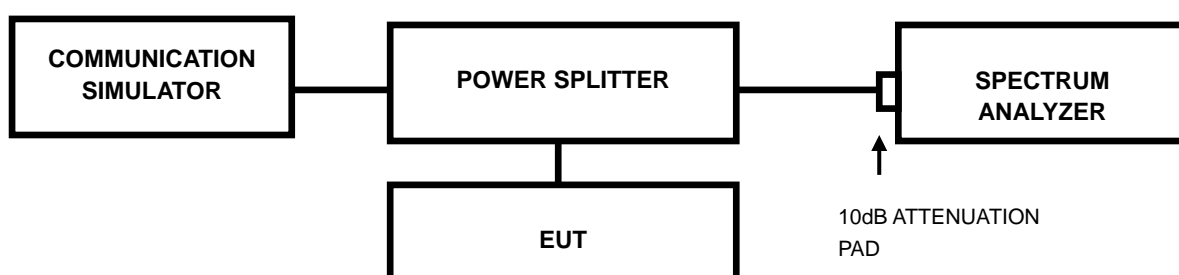 COMMUNICATION
SIMULATOR
POWER SPLITTER
SPECTRUM
ANALYZER
EUT
10dB ATTENUATION
PAD